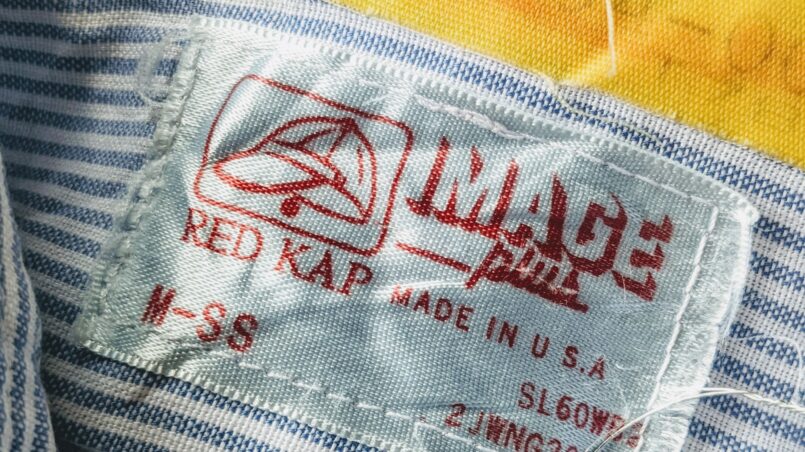 IMAGE
plus
RED KAP
MADE IN U S.A
M-SS